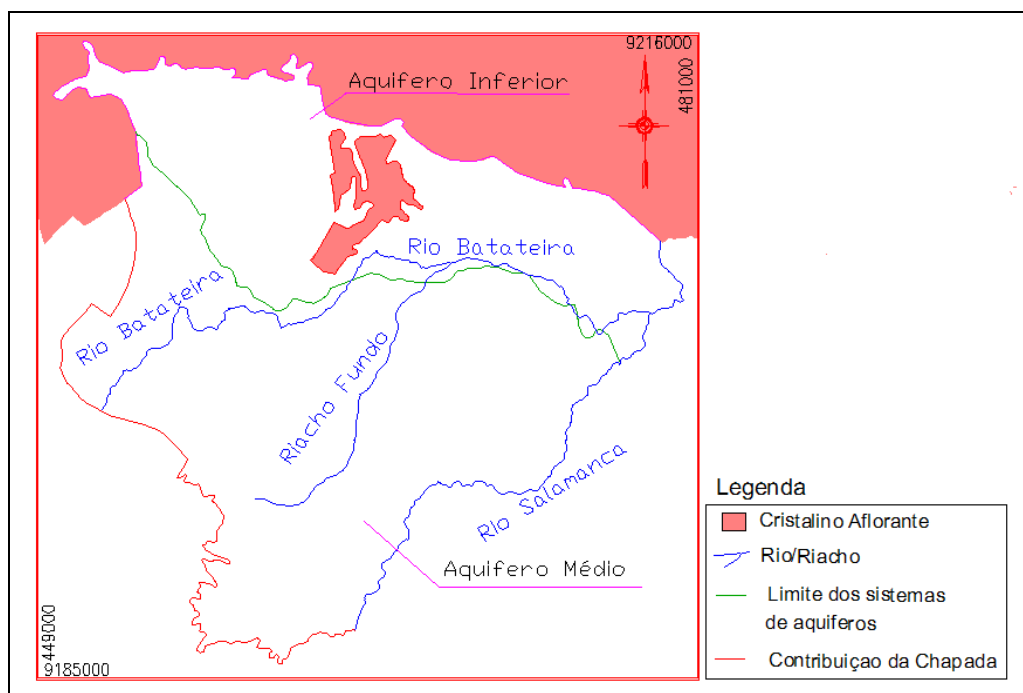 9216000
481000
Aquifero Inferior
Rio Batateira
Rio Batateira
Riacho Fundo
Rio Salamanca
Aquifero Médio
449000
9185000
Legenda
Cristalino Aflorante
Rio/Riacho
Limite dos sistemas
de aquiferos
Contribuiçao da Chapada